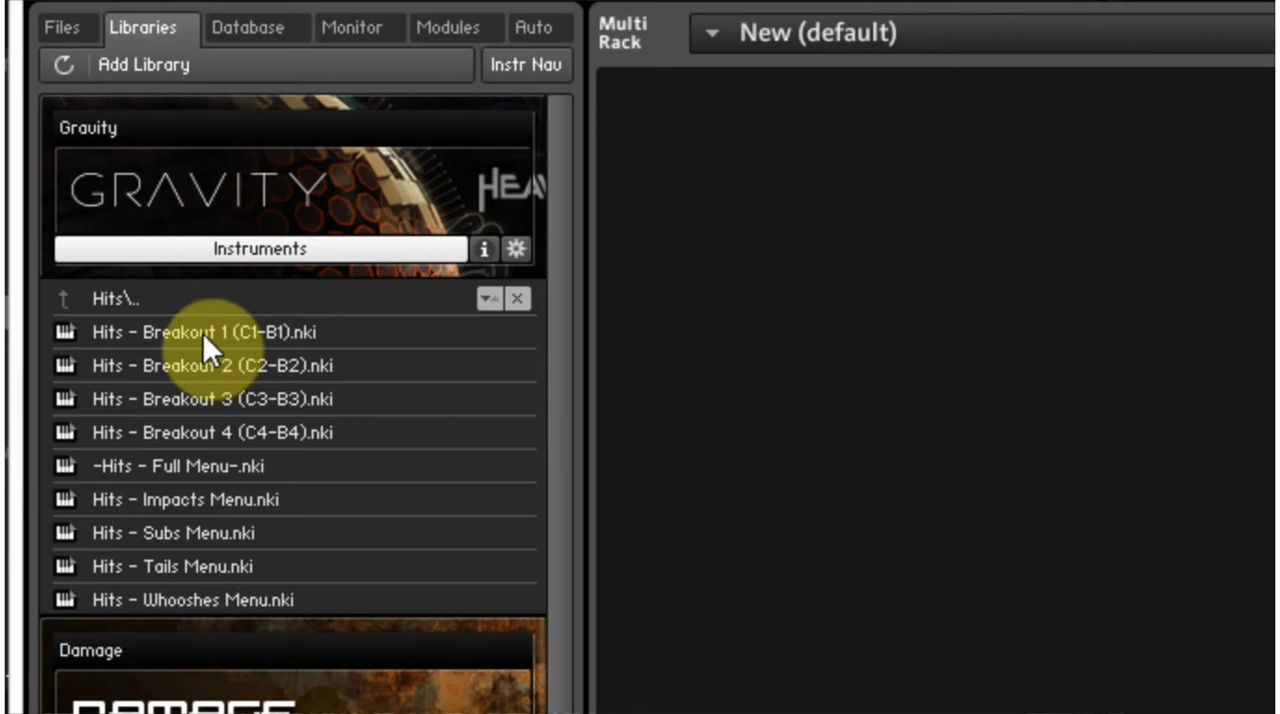 Files Libraries Database Monitor Modules Auto
Add Library Instr Nav
Multi Rack
New (default)
Gravity
GRAVITY HEA
Instruments i
Hits\..
Hits - Breakout 1 (C1-B1).nki
Hits - Breakout 2 (C2-B2).nki
Hits - Breakout 3 (C3-B3).nki
Hits - Breakout 4 (C4-B4).nki
-Hits - Full Menu-.nki
Hits - Impacts Menu.nki
Hits - Subs Menu.nki
Hits - Tails Menu.nki
Hits - Whooshes Menu.nki
Damage
DAMAGE